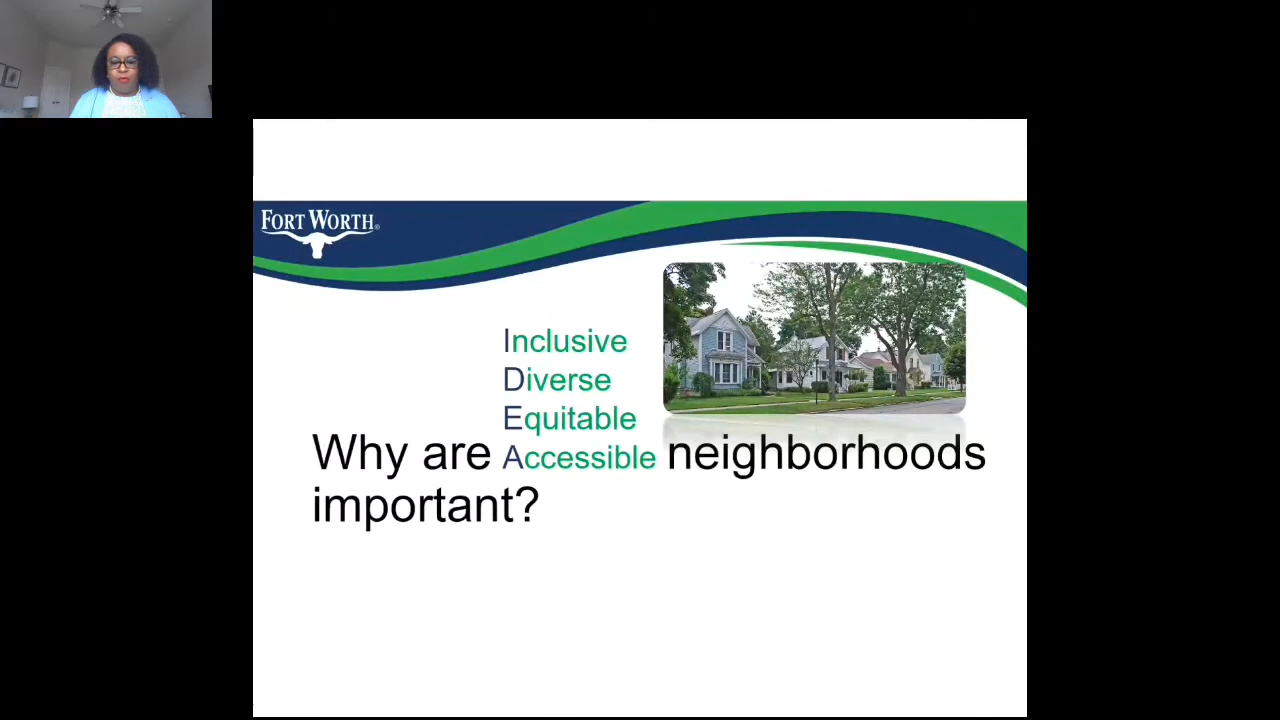 FORT WORTH®
Inclusive
Diverse
Equitable
Why are Accessible neighborhoods
important?